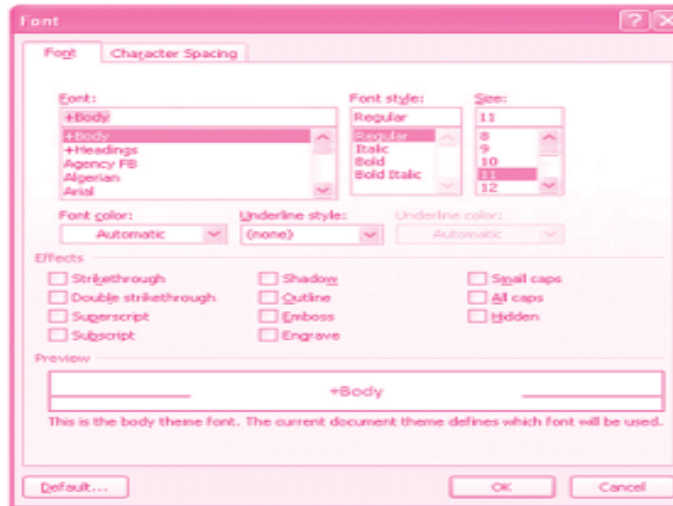 Font
Font Character Spacing
Font: Font style: Size:
+Body Regular 11
+Body Regular 8
+Headings Italic 9
Agency FB Bold 10
Algerian Bold Italic 11
Arial 12
Font color: Underline style: Underline color:
Automatic (none) Automatic
Effects
Strikethrough Shadow Small caps
Double strikethrough Outline All caps
Superscript Emboss Hidden
Subscript Engrave
Preview
+Body
This is the body theme font. The current document theme defines which font will be used.
Default... OK Cancel